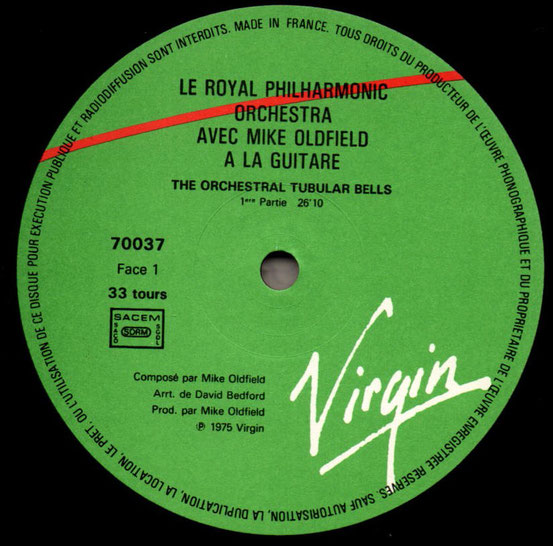 LE ROYAL PHILHARMONIC
ORCHESTRA
AVEC MIKE OLDFIELD
A LA GUITARE
THE ORCHESTRAL TUBULAR BELLS
1ere Partie 26'10
70037
Face 1
33 tours
SACEM
SACD
SDRM
SGDL
Composé par Mike Oldfield
Arrt. de David Bedford
Prod. par Mike Oldfield
℗ 1975 Virgin
Virgin
MADE IN FRANCE. TOUS DROITS DU PRODUCTEUR DE L'ŒUVRE PHONOGRAPHIQUE ET DU PROPRIETAIRE DE L'ŒUVRE ENREGISTREE RESERVES. SAUF AUTORISATION, LA DUPLICATION, LA LOCATION, LE PRET, OU L'UTILISATION DE CE DISQUE POUR EXECUTION PUBLIQUE ET RADIODIFFUSION SONT INTERDITS.